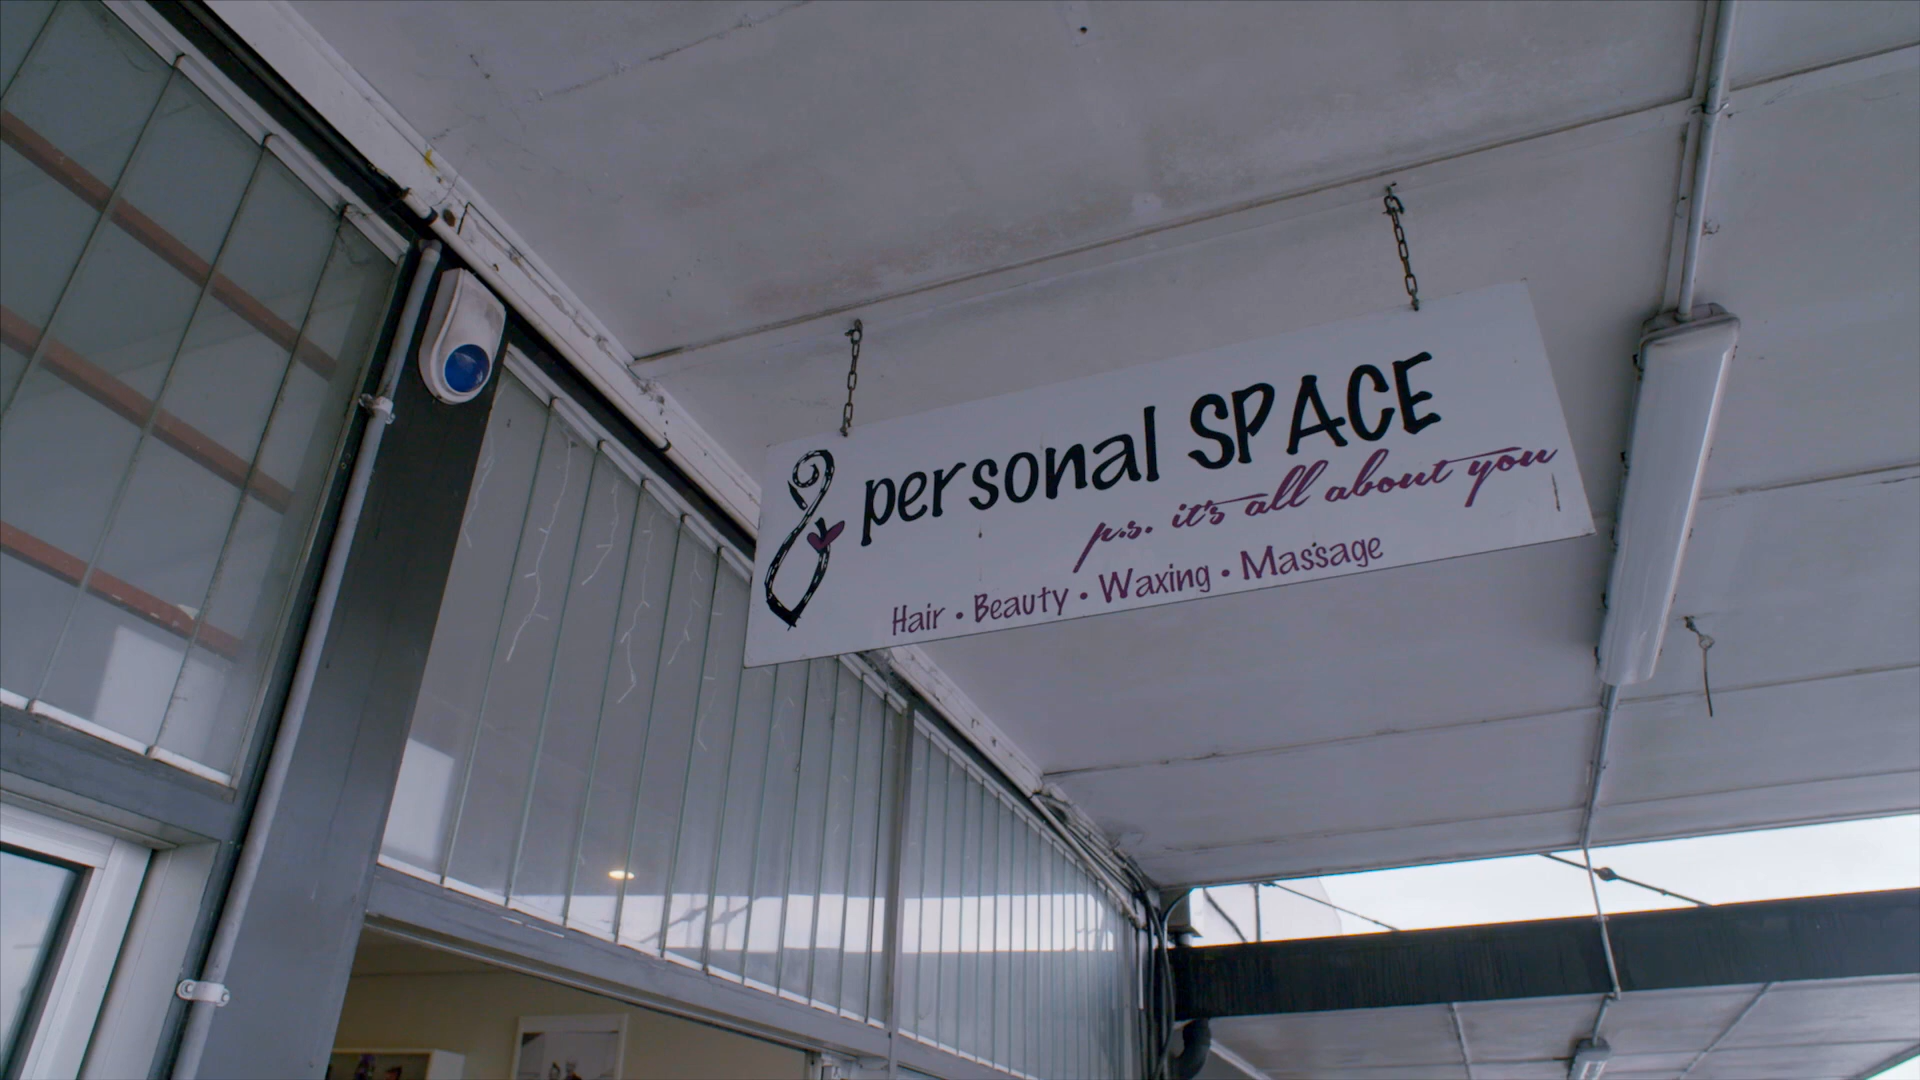 personal SPACE
p.s. it's all about you
Hair • Beauty • Waxing • Massage